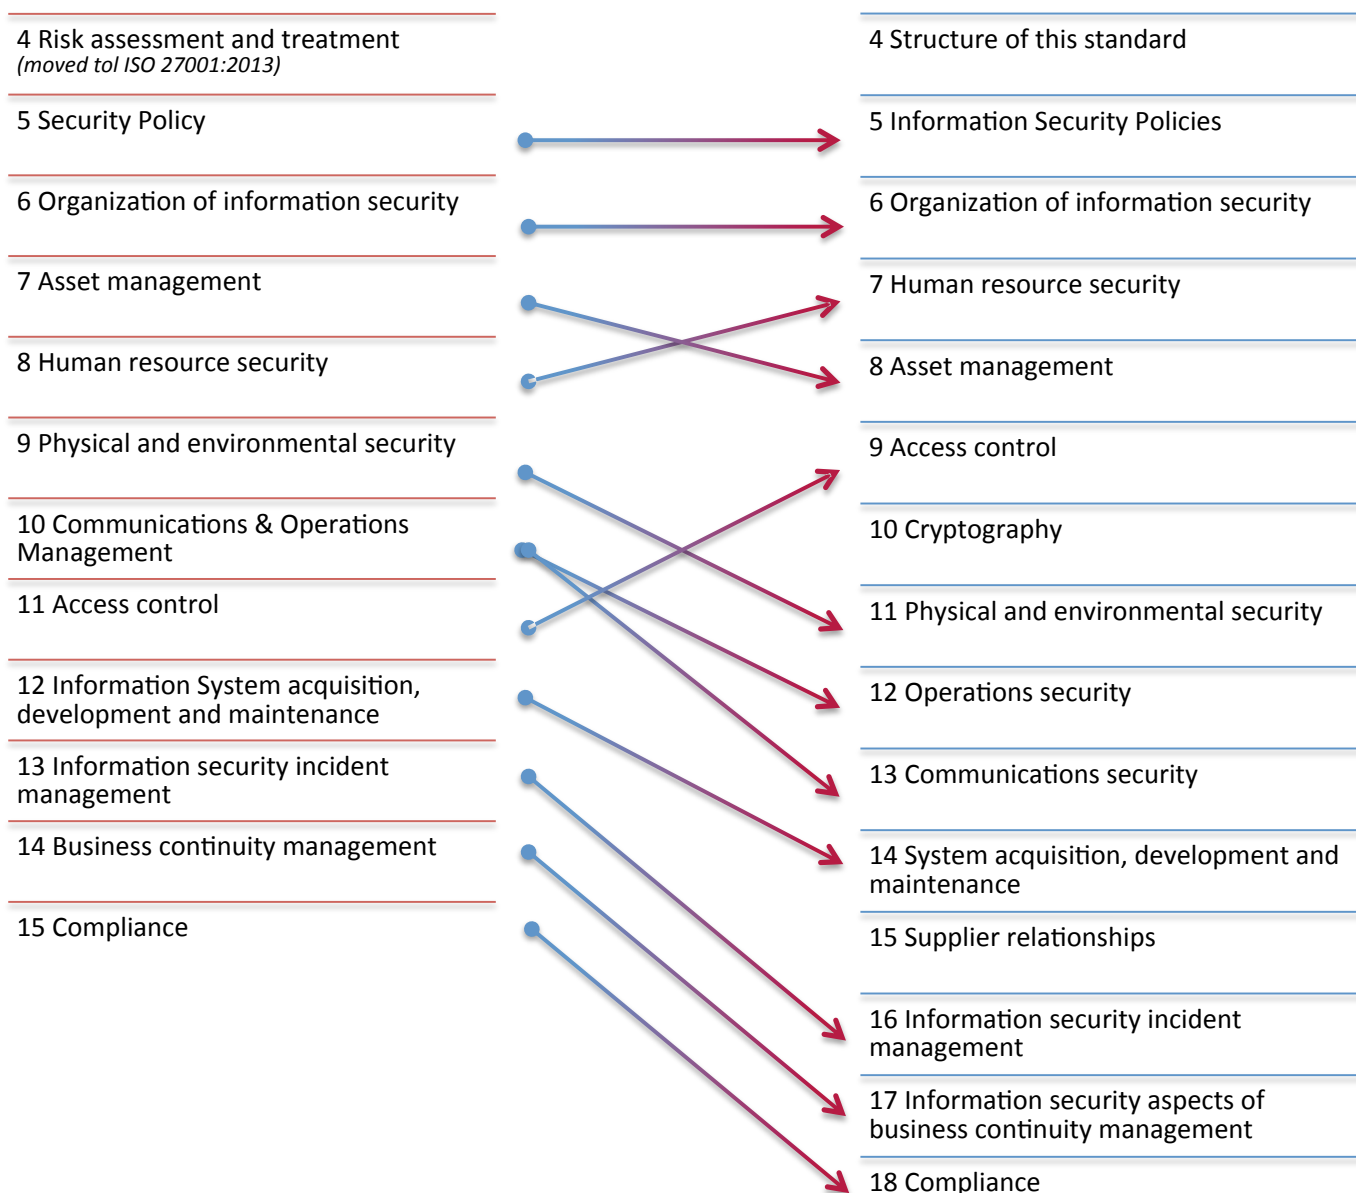 4 Risk assessment and treatment
(moved tol ISO 27001:2013)
5 Security Policy
6 Organization of information security
7 Asset management
8 Human resource security
9 Physical and environmental security
10 Communications & Operations
Management
11 Access control
12 Information System acquisition,
development and maintenance
13 Information security incident
management
14 Business continuity management
15 Compliance
4 Structure of this standard
5 Information Security Policies
6 Organization of information security
7 Human resource security
8 Asset management
9 Access control
10 Cryptography
11 Physical and environmental security
12 Operations security
13 Communications security
14 System acquisition, development and
maintenance
15 Supplier relationships
16 Information security incident
management
17 Information security aspects of
business continuity management
18 Compliance